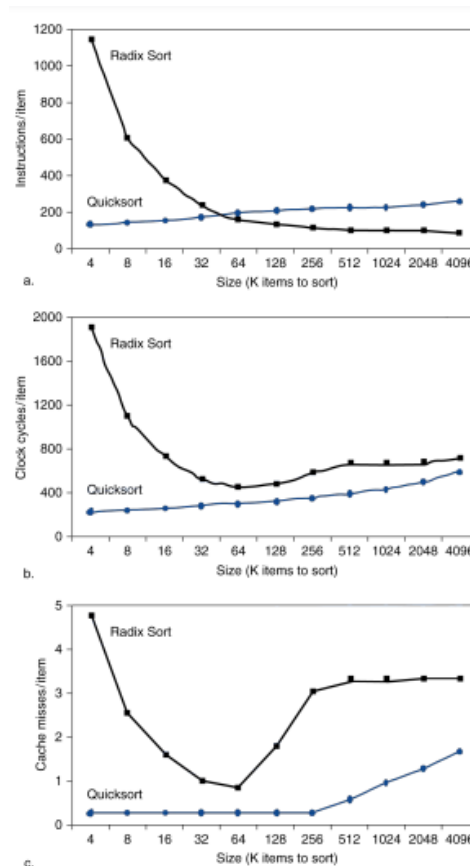 1200
1000
800
600
400
200
0
Instructions/item
Radix Sort
Quicksort
4 8 16 32 64 128 256 512 1024 2048 4096
a.
Size (K items to sort)
2000
1600
1200
800
400
0
Clock cycles/item
Radix Sort
Quicksort
4 8 16 32 64 128 256 512 1024 2048 4096
b.
Size (K items to sort)
5
4
3
2
1
0
Cache misses/item
Radix Sort
Quicksort
4 8 16 32 64 128 256 512 1024 2048 4096
c.
Size (K items to sort)